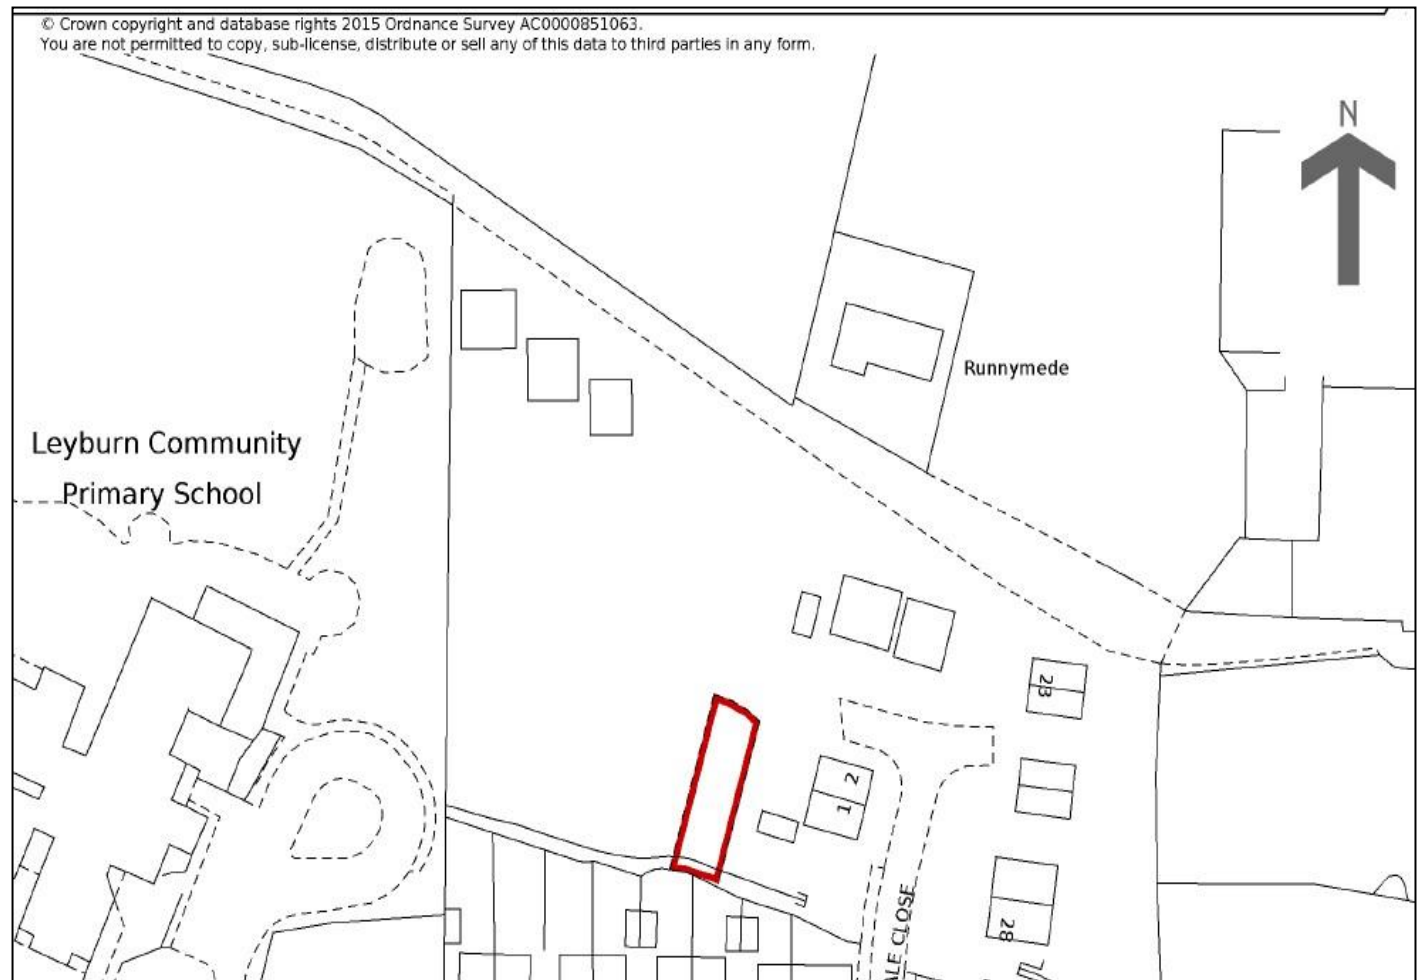 © Crown copyright and database rights 2015 Ordnance Survey AC0000851063.
You are not permitted to copy, sub-license, distribute or sell any of this data to third parties in any form.
N
Runnymede
Leyburn Community
Primary School
23
2
1
ALE CLOSE
28